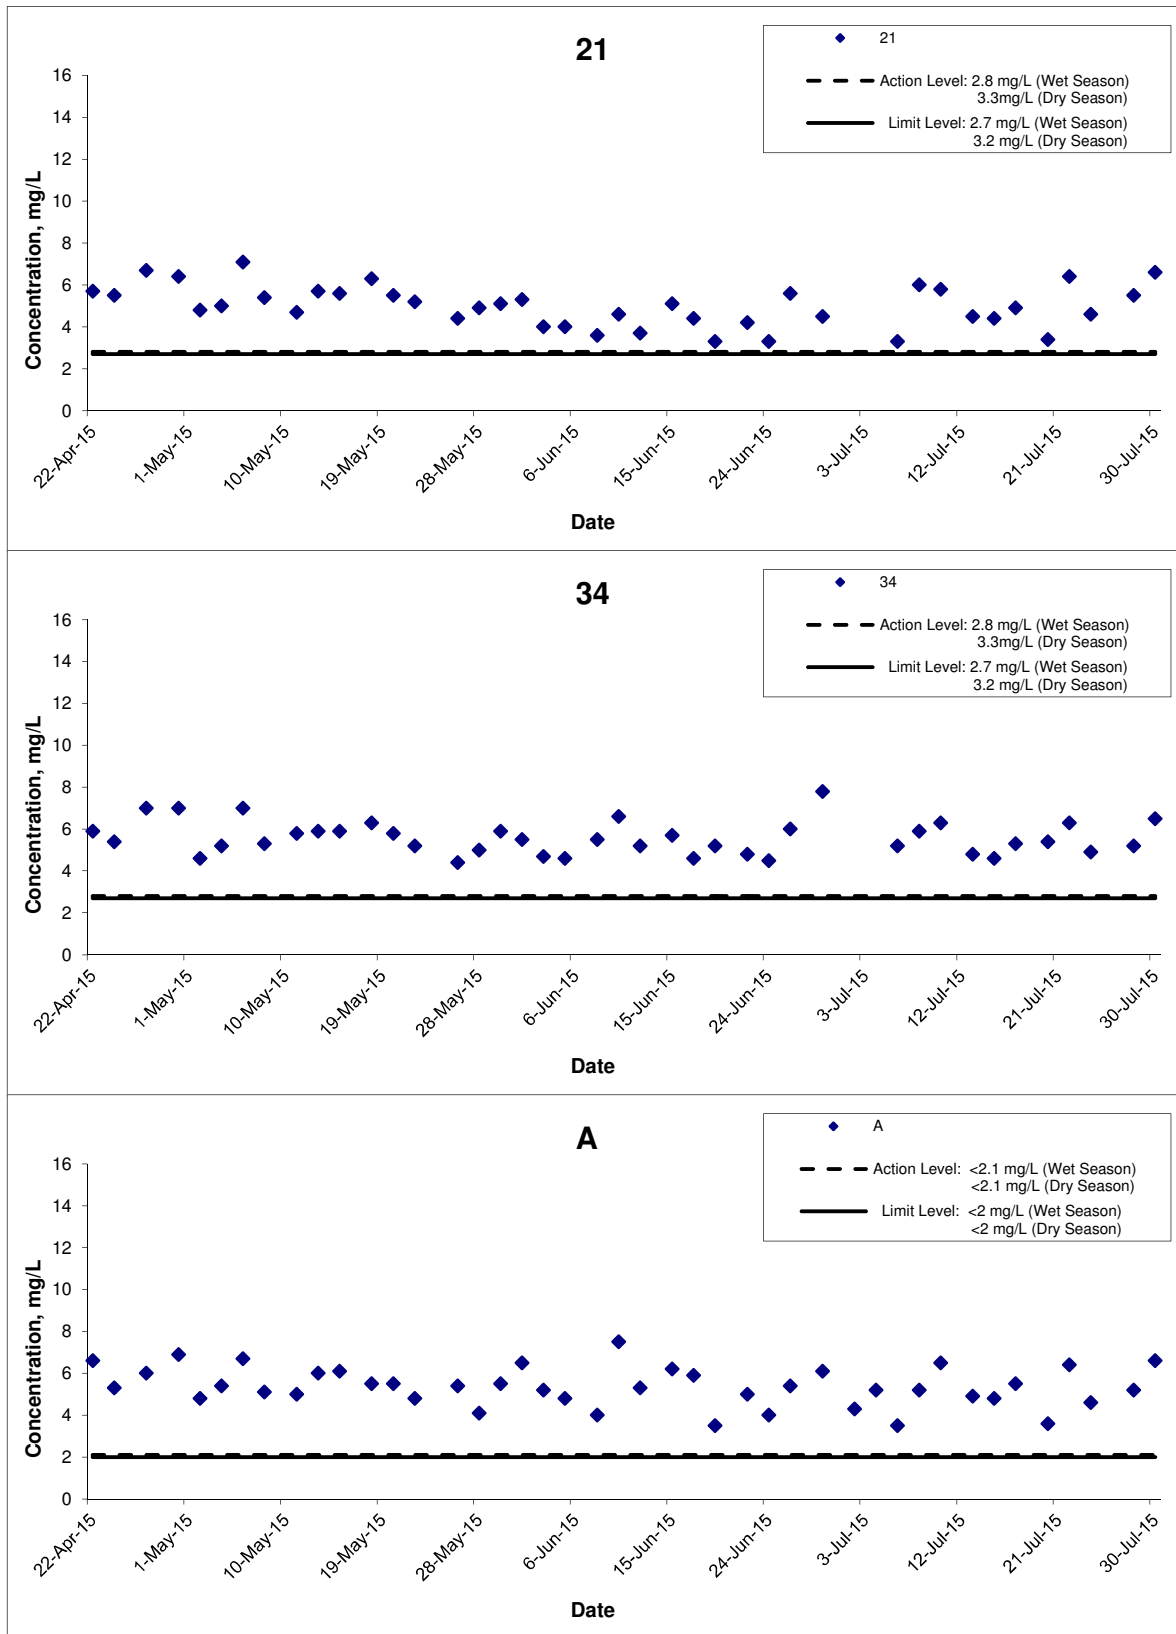 21
21
Action Level: 2.8 mg/L (Wet Season)
3.3mg/L (Dry Season)
Limit Level: 2.7 mg/L (Wet Season)
3.2 mg/L (Dry Season)
Concentration, mg/L
16
14
12
10
8
6
4
2
0
22-Apr-15
1-May-15
10-May-15
19-May-15
28-May-15
6-Jun-15
15-Jun-15
24-Jun-15
3-Jul-15
12-Jul-15
21-Jul-15
30-Jul-15
Date
34
34
Action Level: 2.8 mg/L (Wet Season)
3.3mg/L (Dry Season)
Limit Level: 2.7 mg/L (Wet Season)
3.2 mg/L (Dry Season)
Concentration, mg/L
16
14
12
10
8
6
4
2
0
22-Apr-15
1-May-15
10-May-15
19-May-15
28-May-15
6-Jun-15
15-Jun-15
24-Jun-15
3-Jul-15
12-Jul-15
21-Jul-15
30-Jul-15
Date
A
A
Action Level: <2.1 mg/L (Wet Season)
<2.1 mg/L (Dry Season)
Limit Level: <2 mg/L (Wet Season)
<2 mg/L (Dry Season)
Concentration, mg/L
16
14
12
10
8
6
4
2
0
22-Apr-15
1-May-15
10-May-15
19-May-15
28-May-15
6-Jun-15
15-Jun-15
24-Jun-15
3-Jul-15
12-Jul-15
21-Jul-15
30-Jul-15
Date